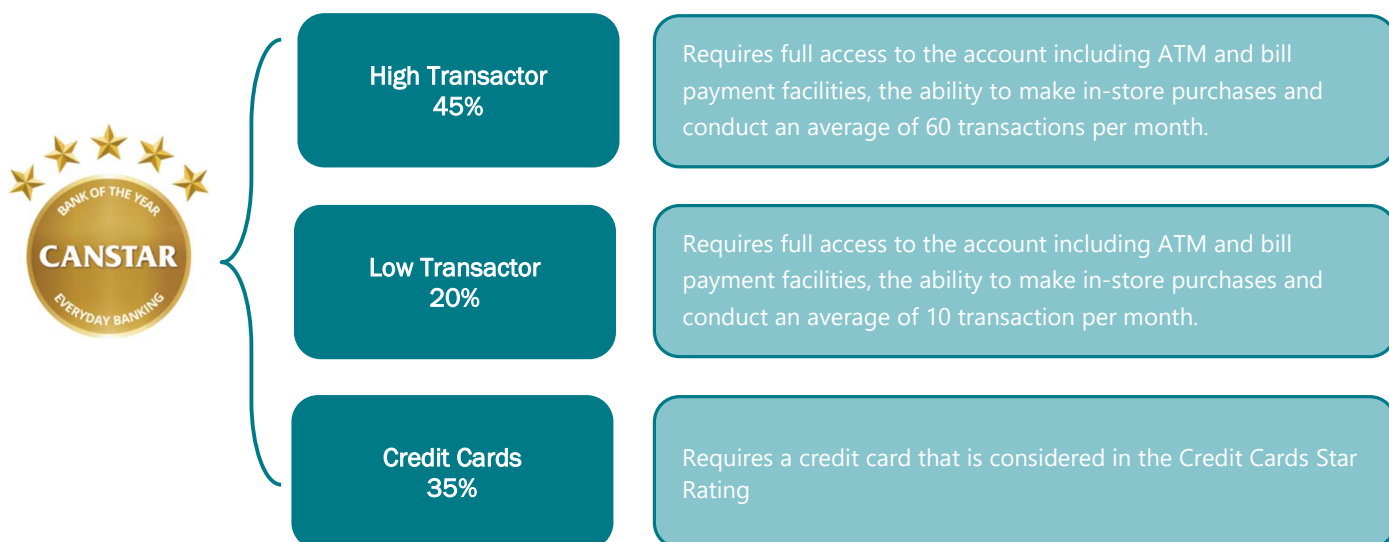 BANK OF THE YEAR
CANSTAR
EVERYDAY BANKING
High Transactor
45%
Requires full access to the account including ATM and bill
payment facilities, the ability to make in-store purchases and
conduct an average of 60 transactions per month.
Low Transactor
20%
Requires full access to the account including ATM and bill
payment facilities, the ability to make in-store purchases and
conduct an average of 10 transaction per month.
Credit Cards
35%
Requires a credit card that is considered in the Credit Cards Star
Rating